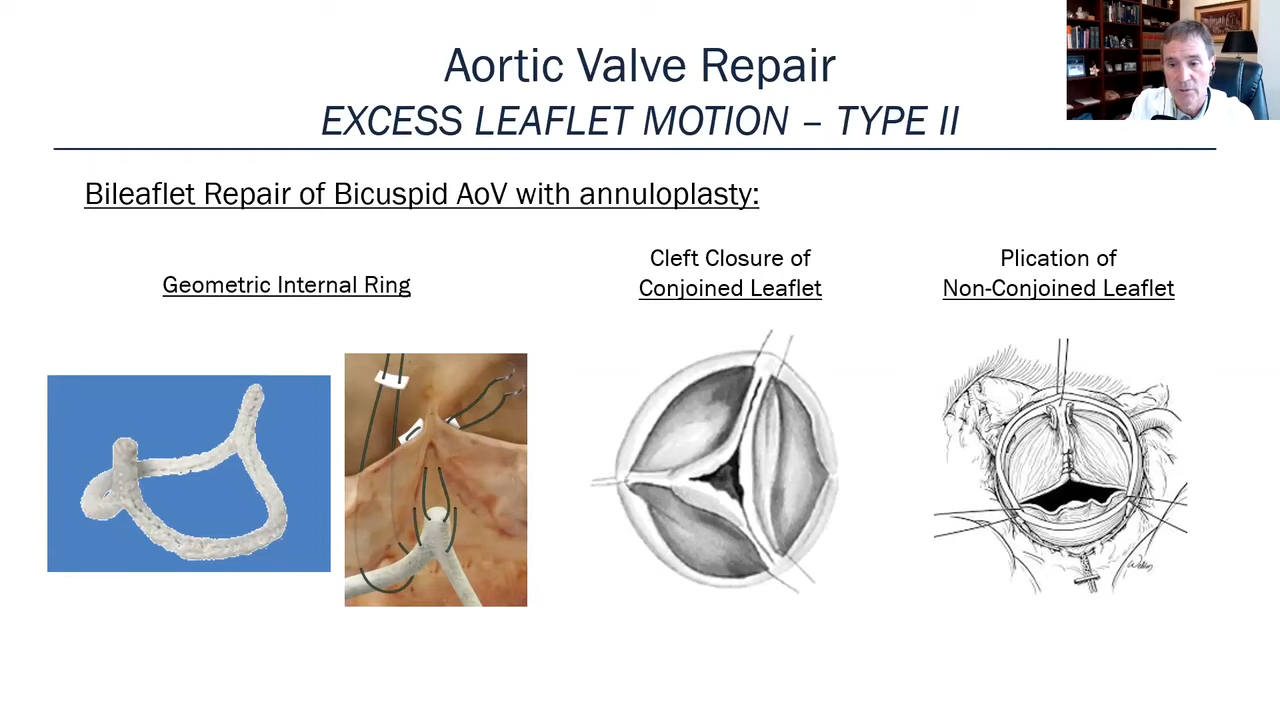 Aortic Valve Repair
EXCESS LEAFLET MOTION – TYPE II
Bileaflet Repair of Bicuspid AoV with annuloplasty:
Geometric Internal Ring
Cleft Closure of
Conjoined Leaflet
Plication of
Non-Conjoined Leaflet